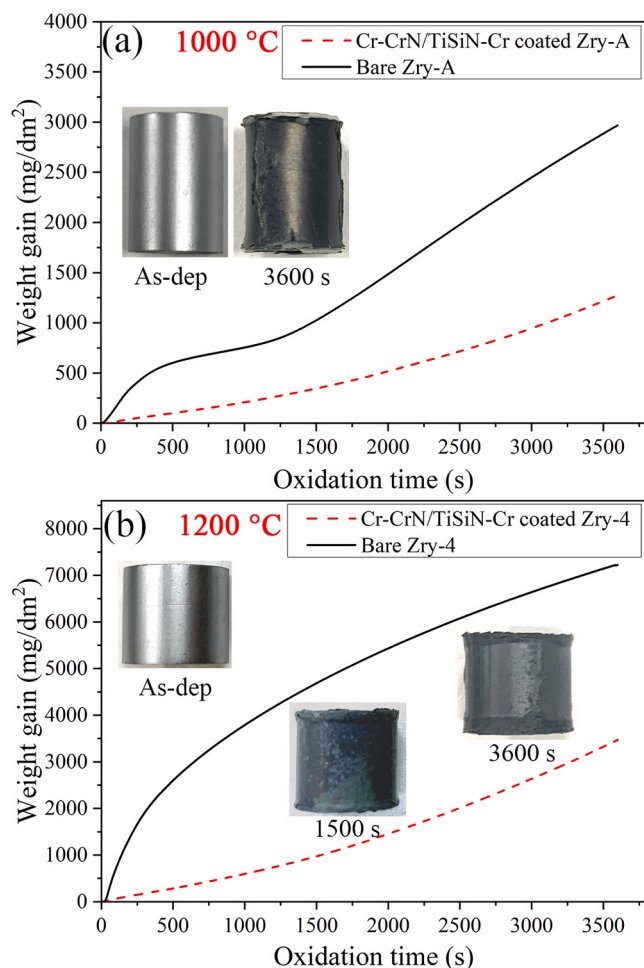 (a) 1000 °C
Cr-CrN/TiSiN-Cr coated Zry-A
Bare Zry-A
4000
3500
3000
2500
2000
1500
1000
500
0
Weight gain (mg/dm²)
As-dep
3600 s
0 500 1000 1500 2000 2500 3000 3500
Oxidation time (s)
(b) 1200 °C
Cr-CrN/TiSiN-Cr coated Zry-4
Bare Zry-4
8000
7000
6000
5000
4000
3000
2000
1000
0
Weight gain (mg/dm²)
As-dep
1500 s
3600 s
0 500 1000 1500 2000 2500 3000 3500
Oxidation time (s)